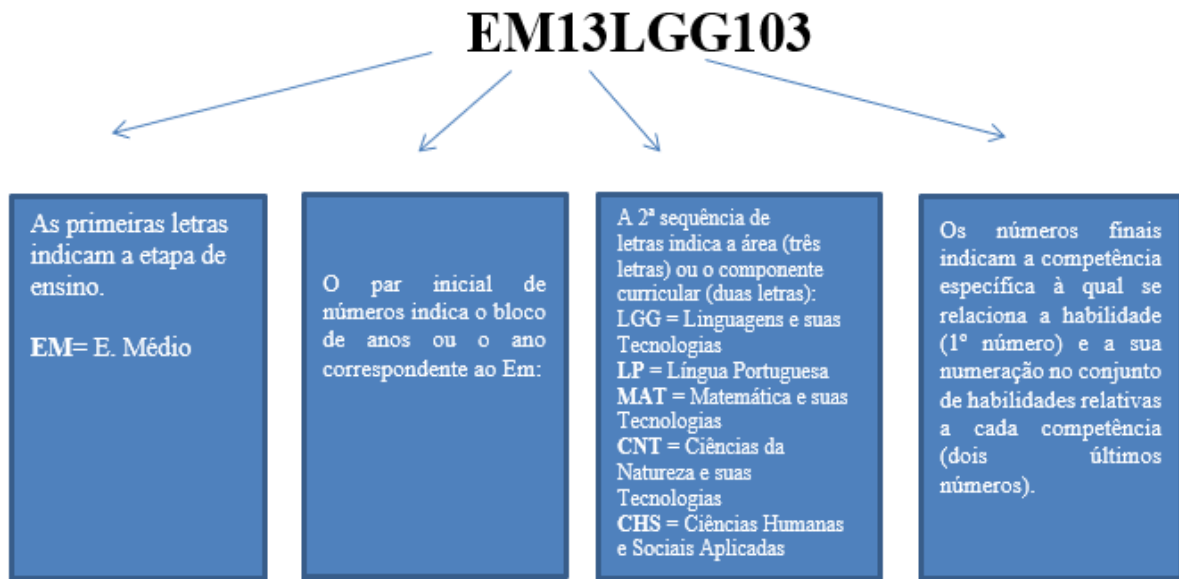 EM13LGG103
As primeiras letras
indicam a etapa de
ensino.
EM= E. Médio
O par inicial de
números indica o bloco
de anos ou o ano
correspondente ao Em:
A 2ª sequência de
letras indica a área (três
letras) ou o componente
curricular (duas letras):
LGG = Linguagens e suas
Tecnologias
LP = Língua Portuguesa
MAT = Matemática e suas
Tecnologias
CNT = Ciências da
Natureza e suas
Tecnologias
CHS = Ciências Humanas
e Sociais Aplicadas
Os números finais
indicam a competência
específica à qual se
relaciona a habilidade
(1º número) e a sua
numeração no conjunto
de habilidades relativas
a cada competência
(dois últimos
números).